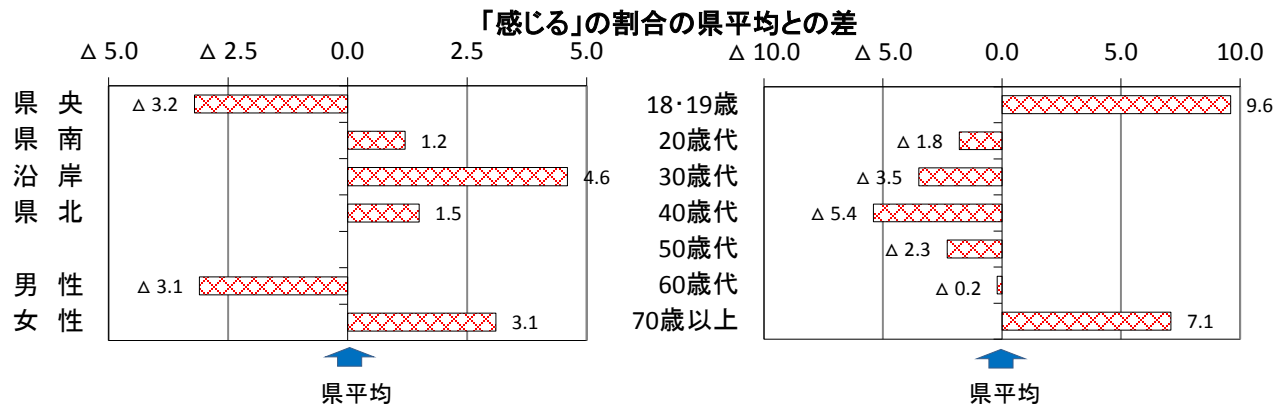 「感じる」の割合の県平均との差
△ 5.0 △ 2.5 0.0 2.5 5.0
県 央 △ 3.2
県 南 1.2
沿 岸 4.6
県 北 1.5
男 性 △ 3.1
女 性 3.1
県平均
△ 10.0 △ 5.0 0.0 5.0 10.0
18･19歳 9.6
20歳代 △ 1.8
30歳代 △ 3.5
40歳代 △ 5.4
50歳代 △ 2.3
60歳代 △ 0.2
70歳以上 7.1
県平均